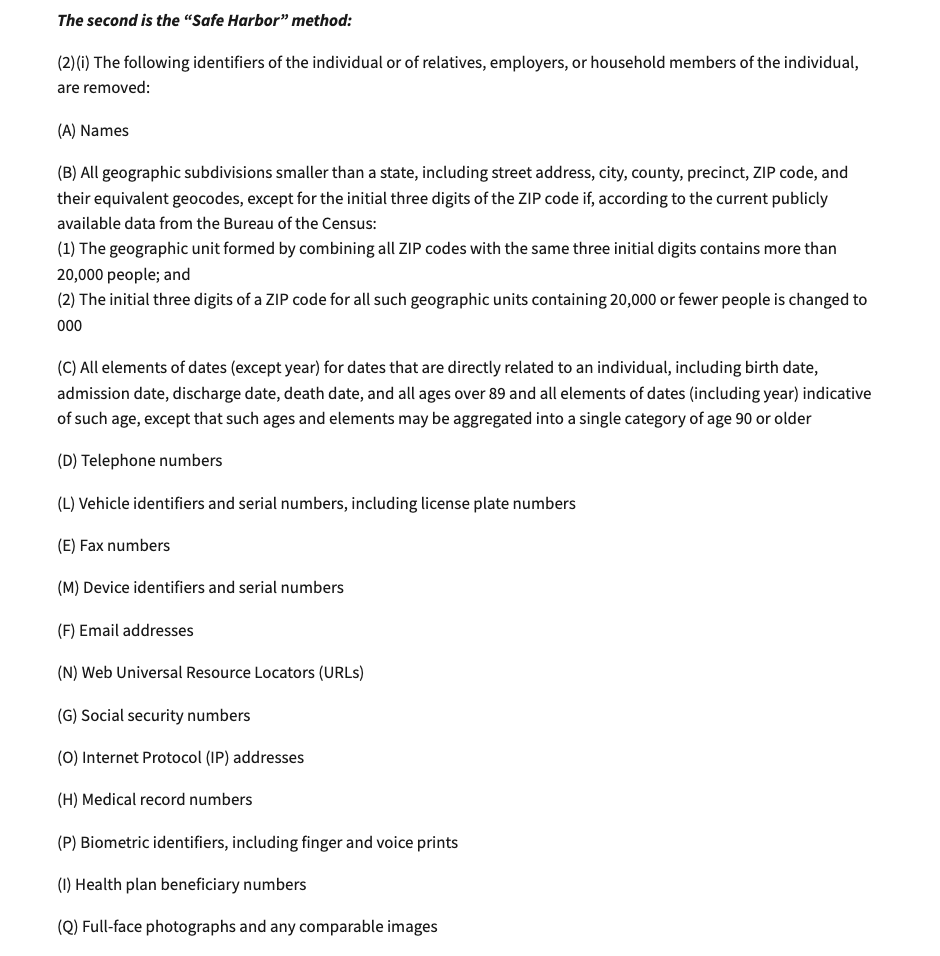 The second is the “Safe Harbor” method:
(2)(i) The following identifiers of the individual or of relatives, employers, or household members of the individual,
are removed:
(A) Names
(B) All geographic subdivisions smaller than a state, including street address, city, county, precinct, ZIP code, and
their equivalent geocodes, except for the initial three digits of the ZIP code if, according to the current publicly
available data from the Bureau of the Census:
(1) The geographic unit formed by combining all ZIP codes with the same three initial digits contains more than
20,000 people; and
(2) The initial three digits of a ZIP code for all such geographic units containing 20,000 or fewer people is changed to
000
(C) All elements of dates (except year) for dates that are directly related to an individual, including birth date,
admission date, discharge date, death date, and all ages over 89 and all elements of dates (including year) indicative
of such age, except that such ages and elements may be aggregated into a single category of age 90 or older
(D) Telephone numbers
(L) Vehicle identifiers and serial numbers, including license plate numbers
(E) Fax numbers
(M) Device identifiers and serial numbers
(F) Email addresses
(N) Web Universal Resource Locators (URLs)
(G) Social security numbers
(O) Internet Protocol (IP) addresses
(H) Medical record numbers
(P) Biometric identifiers, including finger and voice prints
(I) Health plan beneficiary numbers
(Q) Full-face photographs and any comparable images